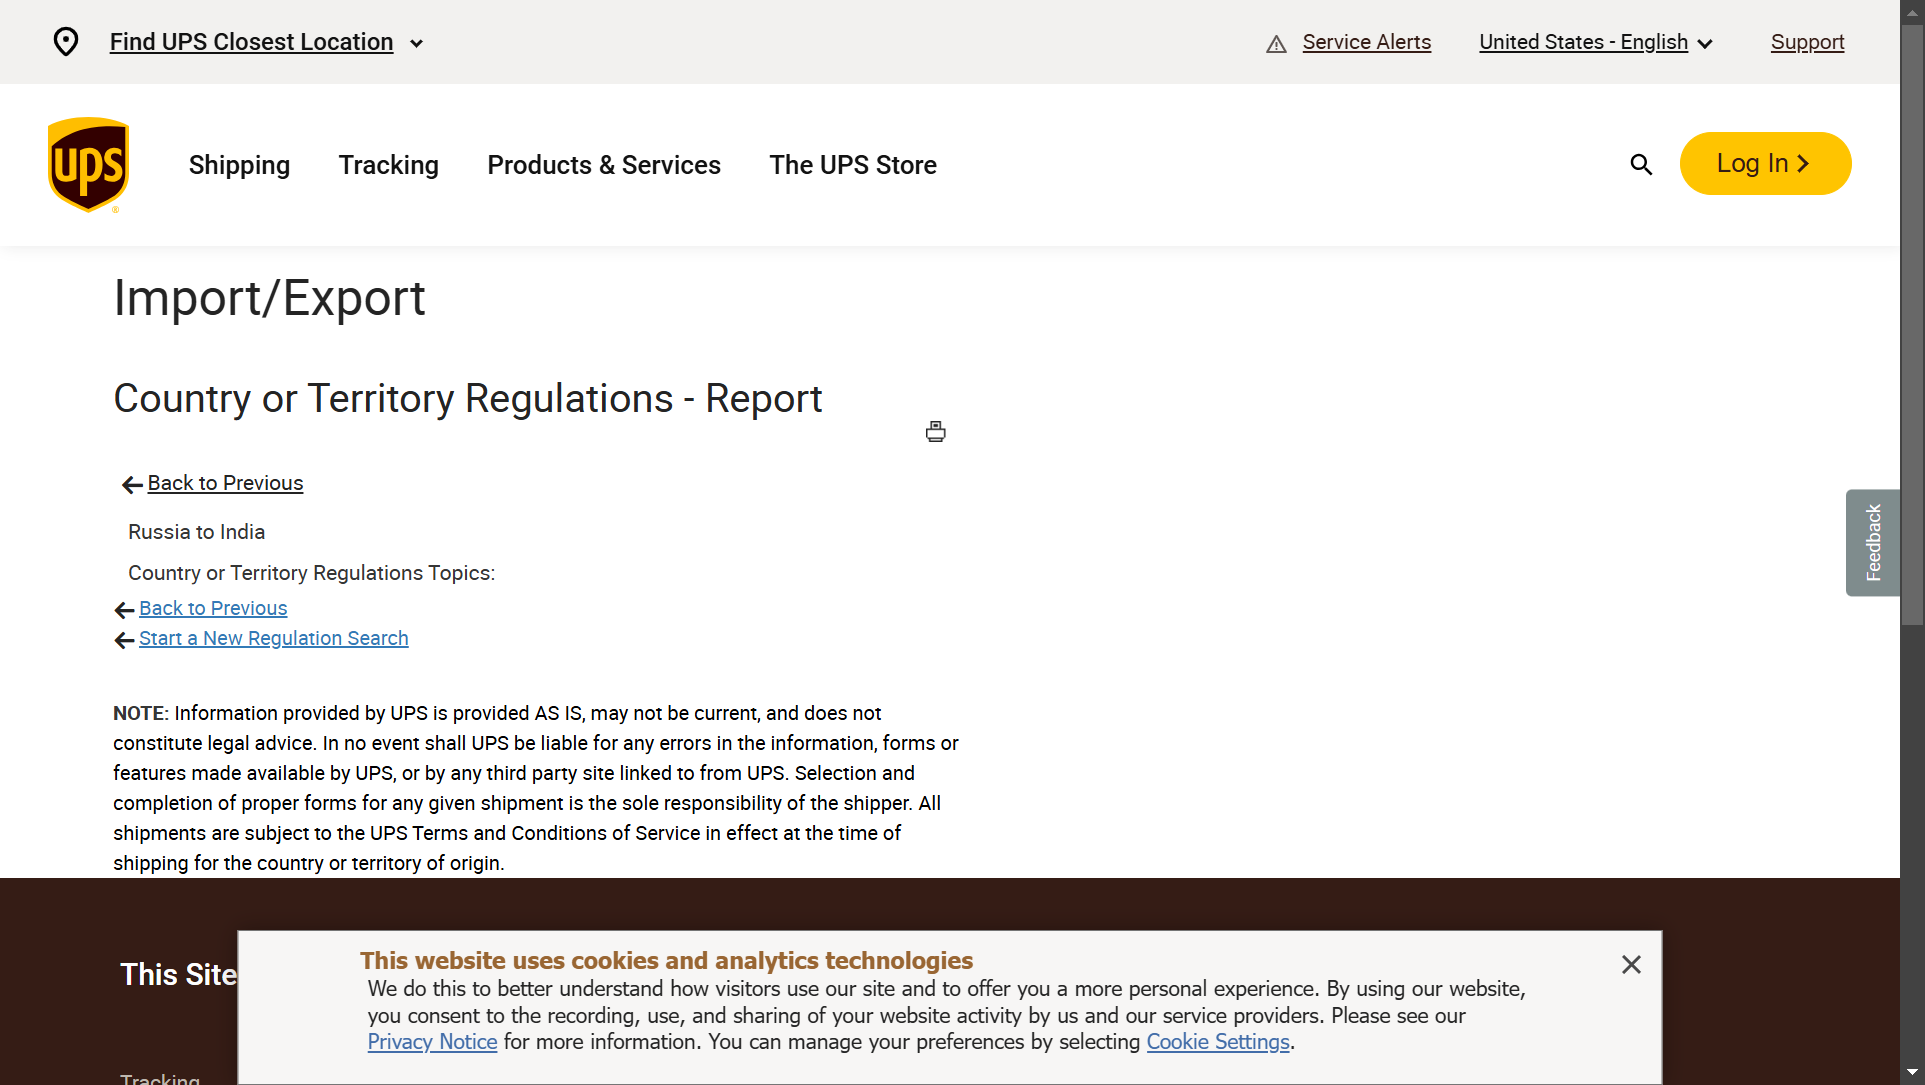 Find UPS Closest Location
Service Alerts
United States - English
Support
ups
Shipping
Tracking
Products & Services
The UPS Store
Log In
Import/Export
Country or Territory Regulations - Report
Back to Previous
Russia to India
Country or Territory Regulations Topics:
Back to Previous
Start a New Regulation Search
Feedback
NOTE: Information provided by UPS is provided AS IS, may not be current, and does not
constitute legal advice. In no event shall UPS be liable for any errors in the information, forms or
features made available by UPS, or by any third party site linked to from UPS. Selection and
completion of proper forms for any given shipment is the sole responsibility of the shipper. All
shipments are subject to the UPS Terms and Conditions of Service in effect at the time of
shipping for the country or territory of origin.
This Site
Tracking
This website uses cookies and analytics technologies
We do this to better understand how visitors use our site and to offer you a more personal experience. By using our website,
you consent to the recording, use, and sharing of your website activity by us and our service providers. Please see our
Privacy Notice for more information. You can manage your preferences by selecting Cookie Settings.